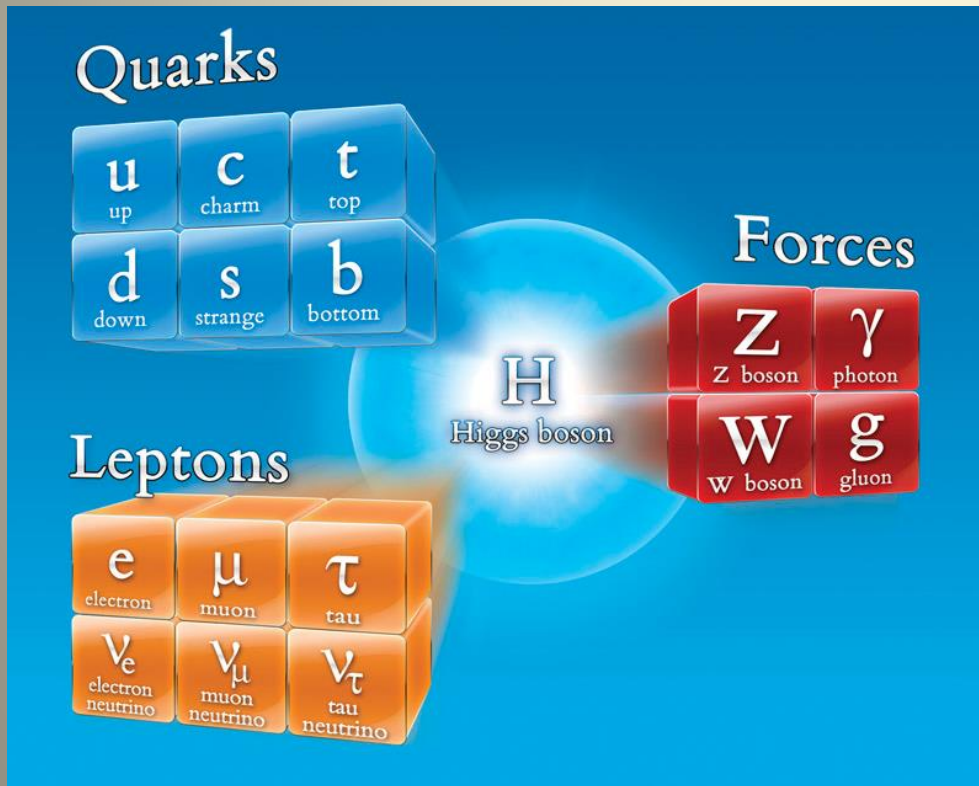 Quarks
u
up
c
charm
t
top
d
down
s
strange
b
bottom
Forces
Z
Z boson
γ
photon
W
W boson
g
gluon
H
Higgs boson
Leptons
e
electron
μ
muon
τ
tau
νe
electron
neutrino
νμ
muon
neutrino
ντ
tau
neutrino